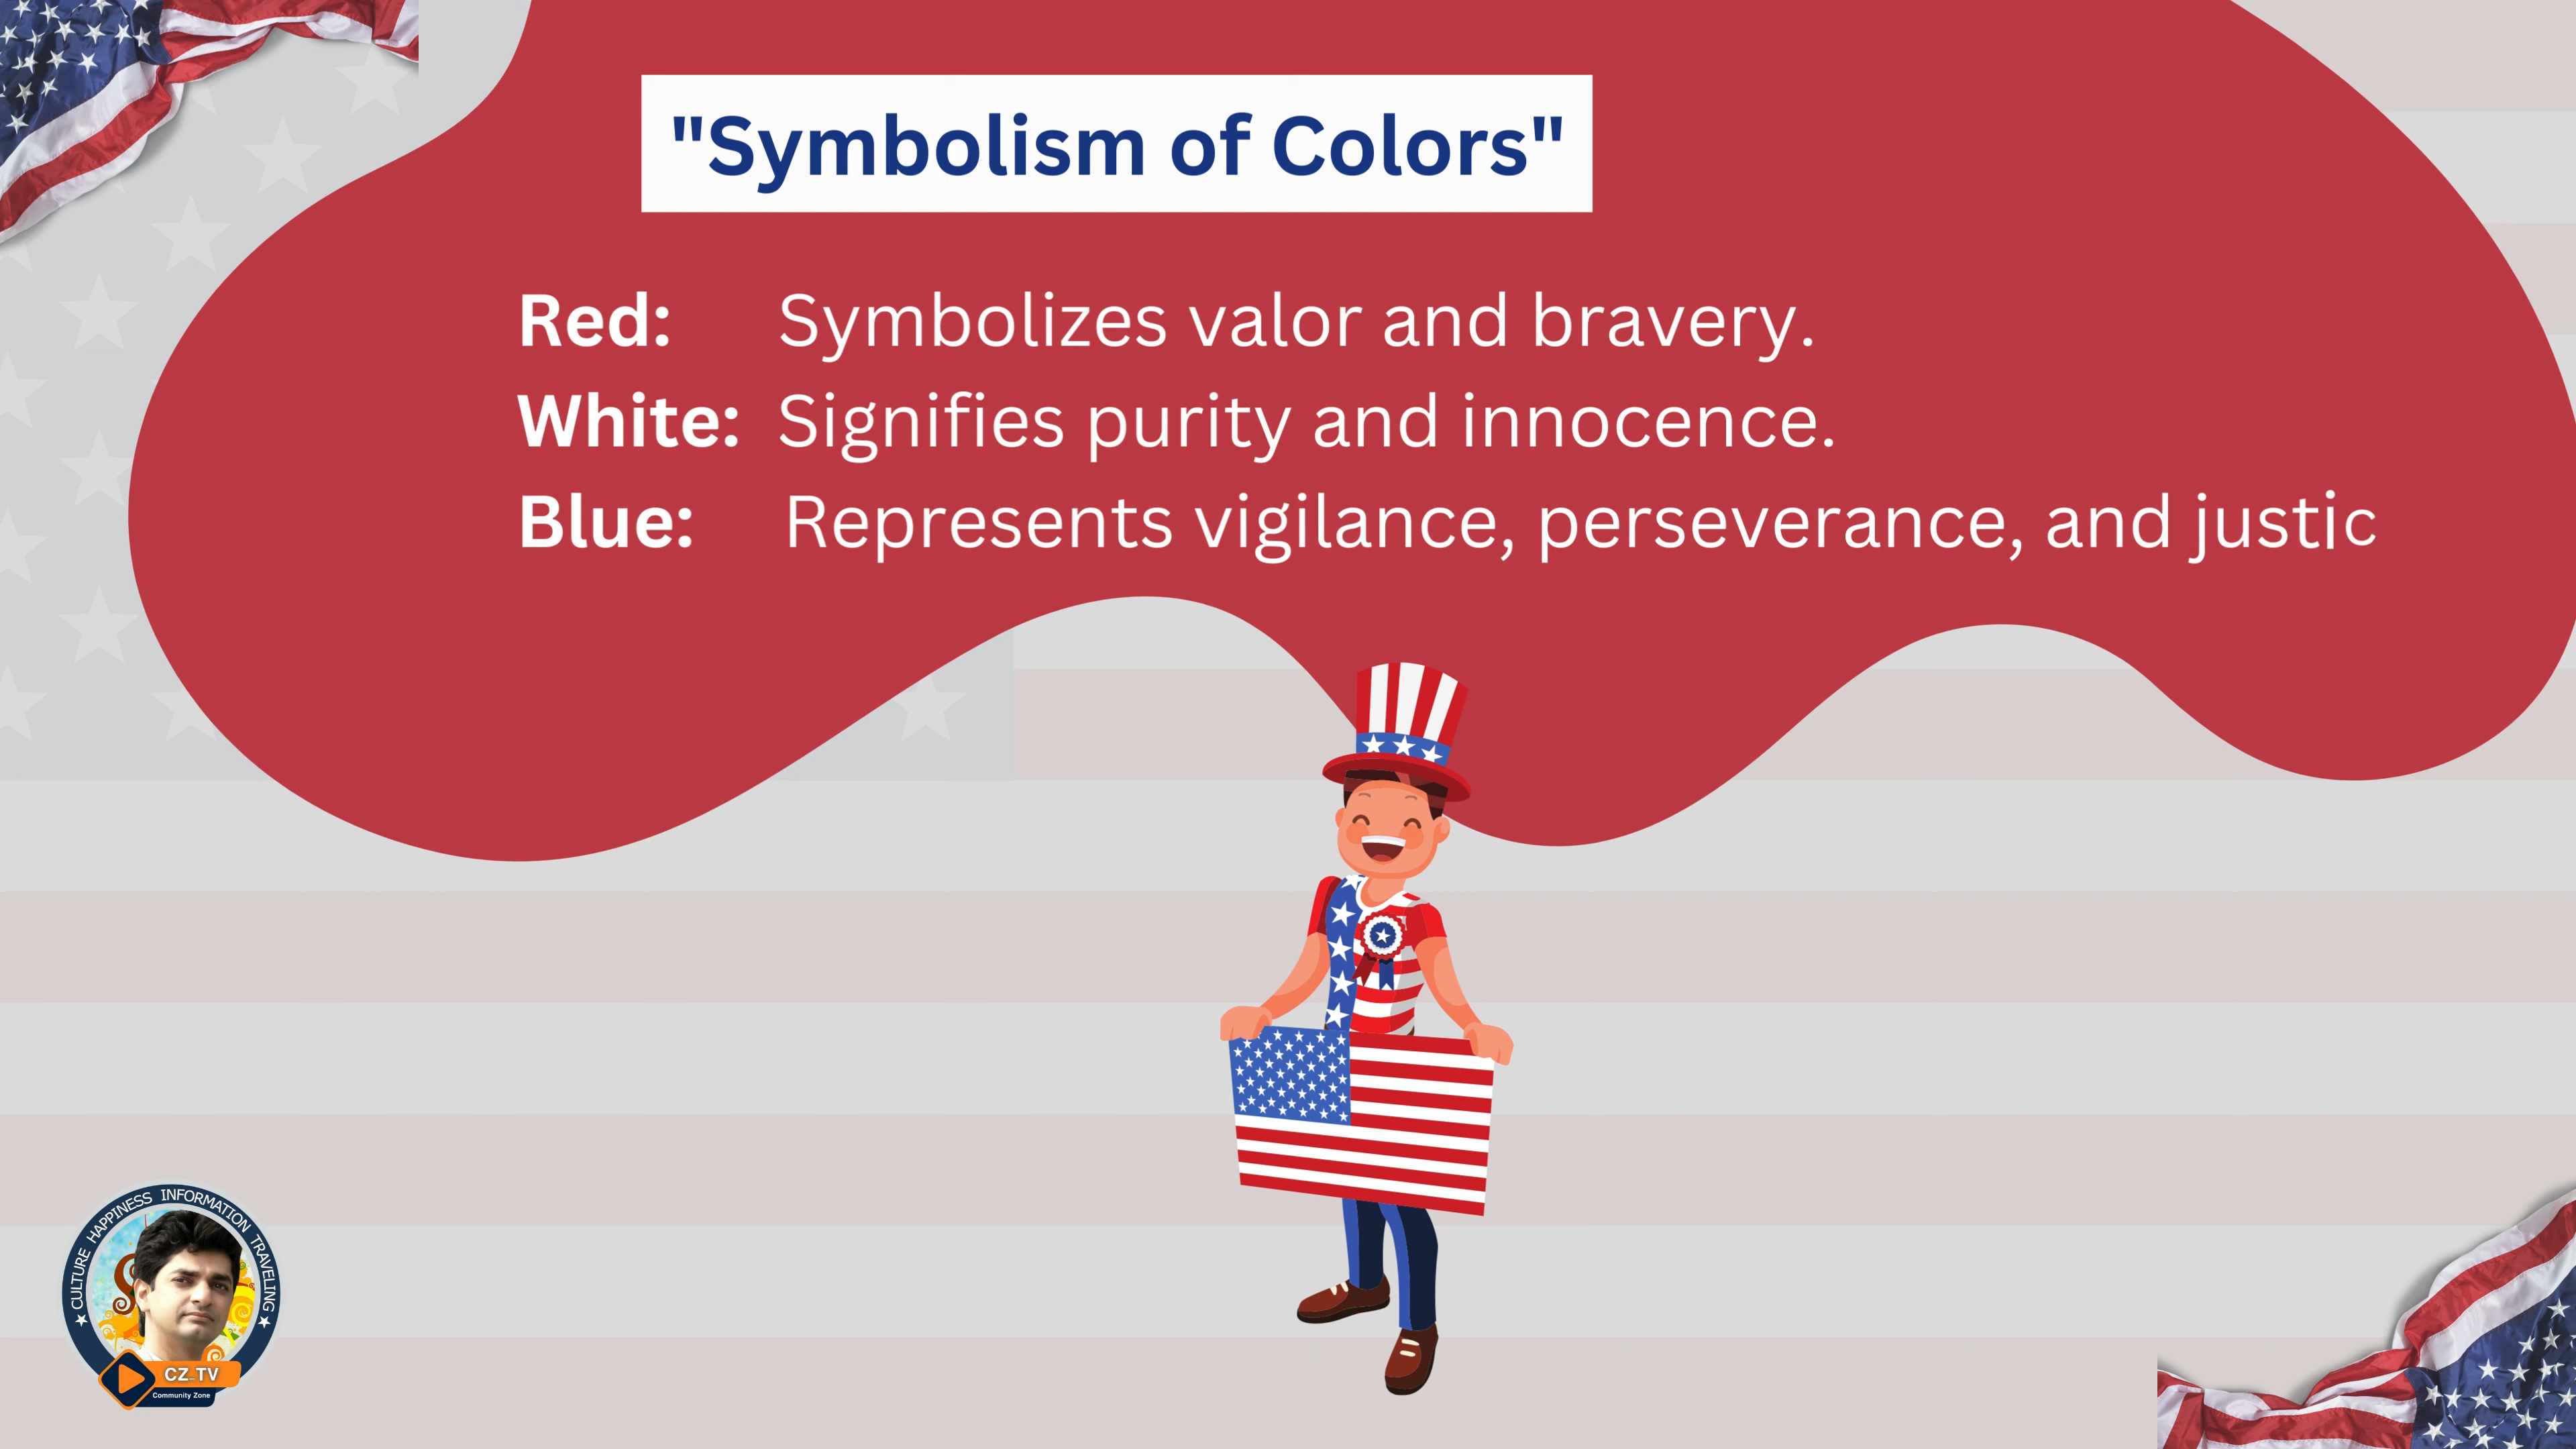 "Symbolism of Colors"
Red: Symbolizes valor and bravery.
White: Signifies purity and innocence.
Blue: Represents vigilance, perseverance, and justic
★ CULTURE HAPPINESS INFORMATION TRAVELING ★
CZ-TV
Community Zone